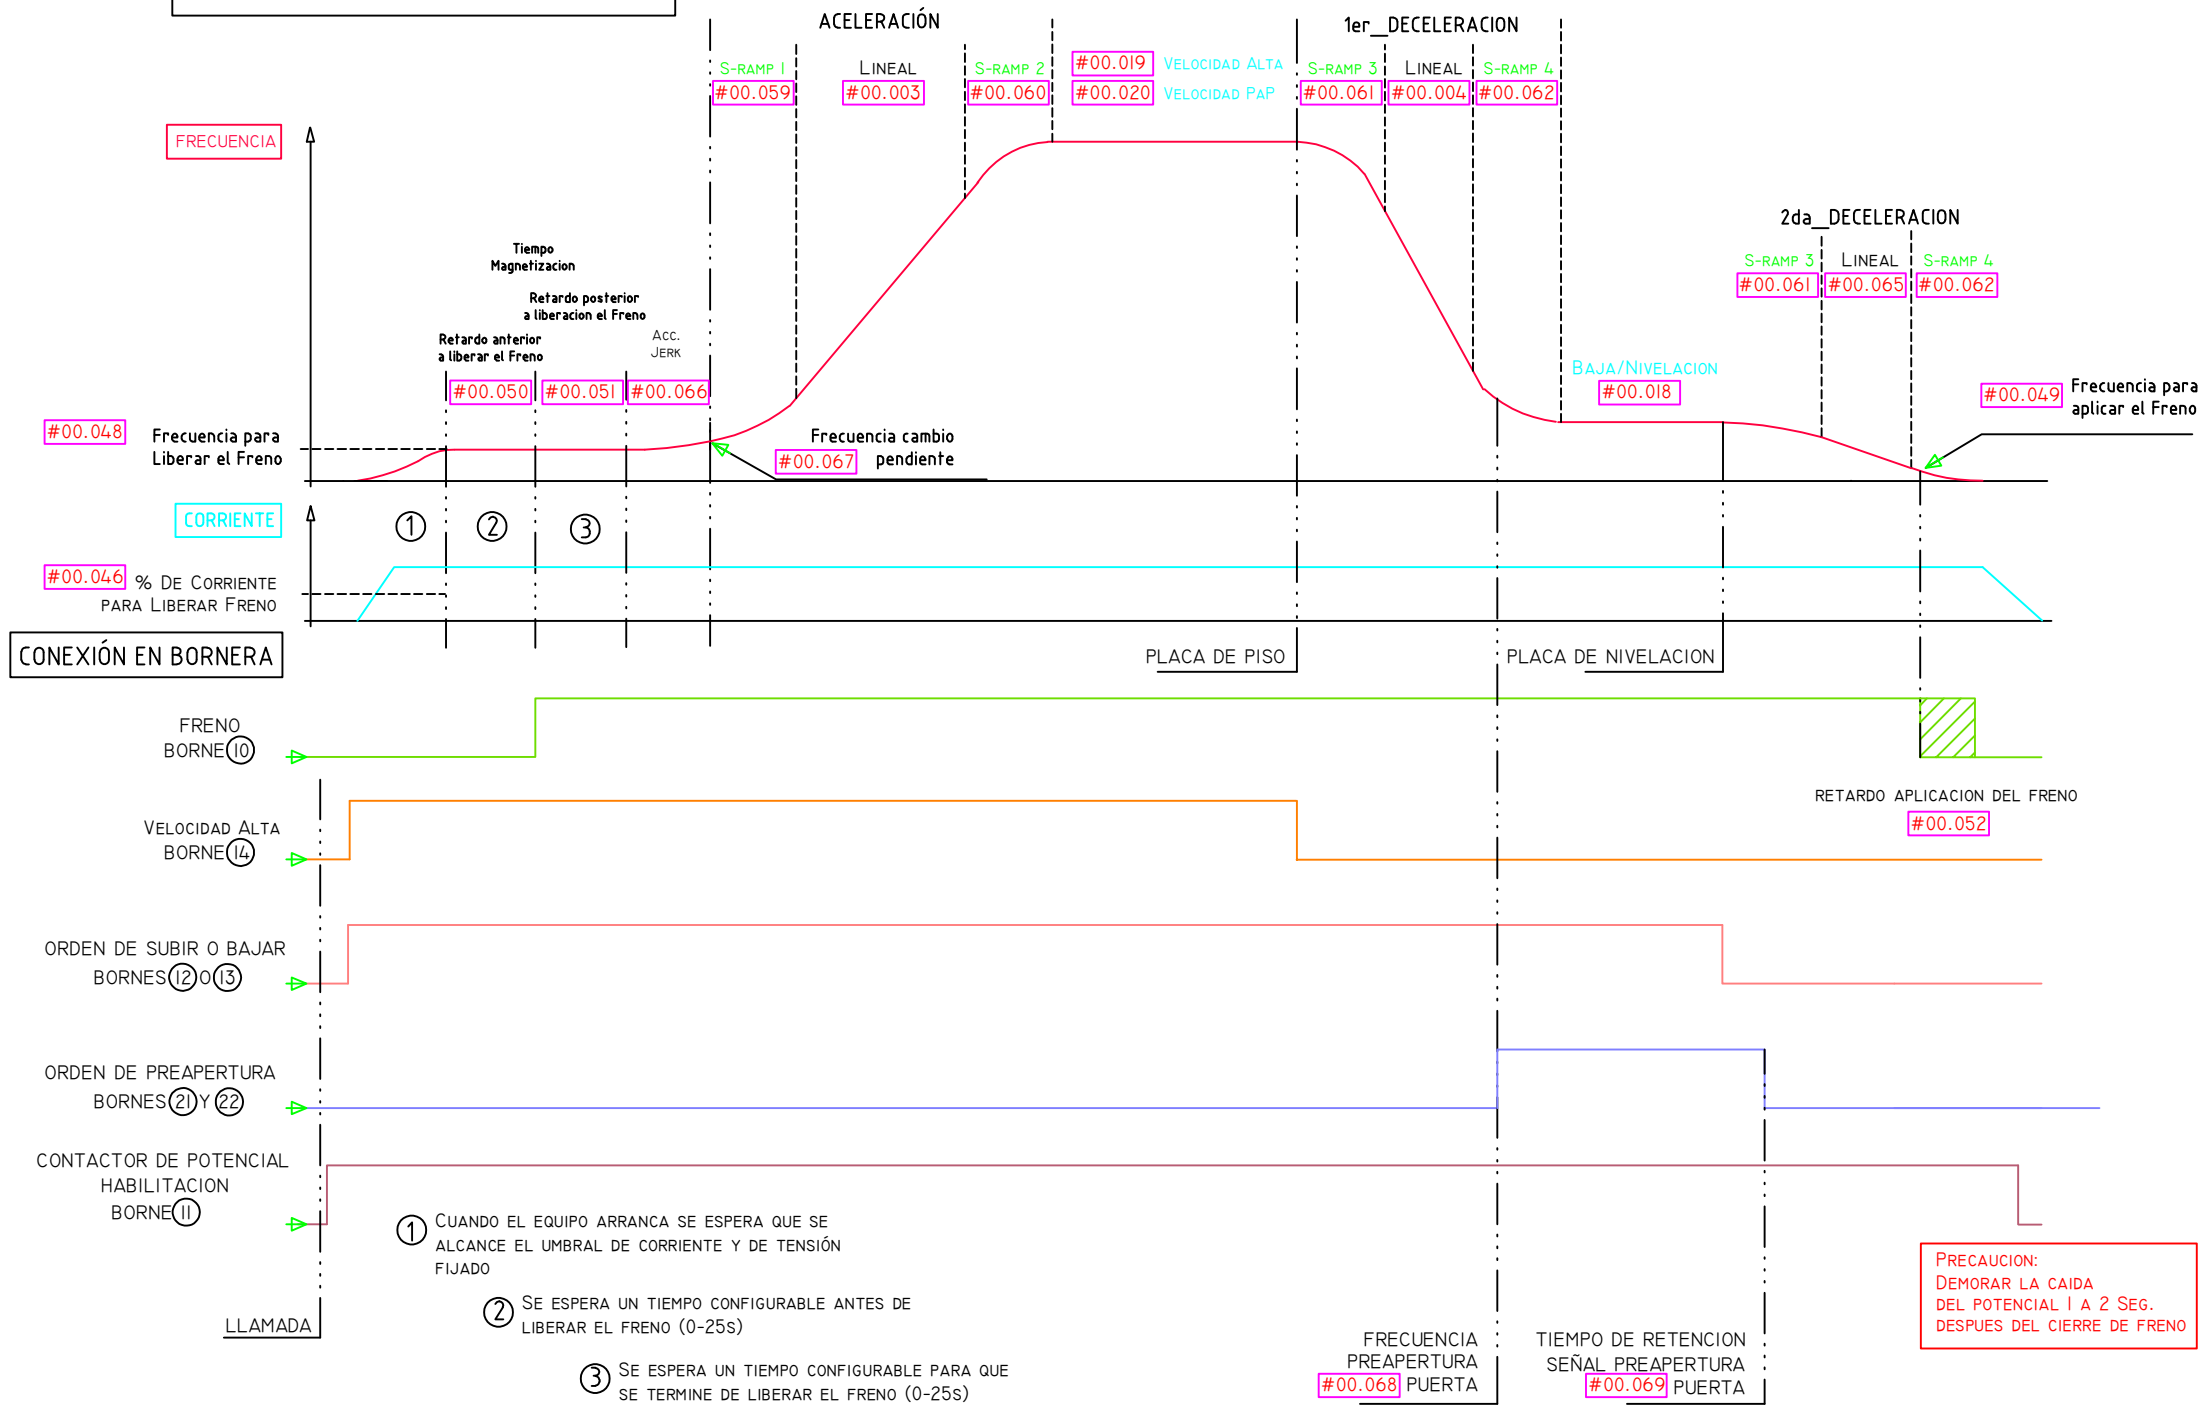 ACELERACIÓN
1er_DECELERACION
S-RAMP 1
LINEAL
S-RAMP 2
#00.019 VELOCIDAD ALTA
S-RAMP 3
LINEAL
S-RAMP 4
#00.059
#00.003
#00.060
#00.020 VELOCIDAD PAP
#00.061
#00.004
#00.062
FRECUENCIA
2da_DECELERACION
S-RAMP 3
LINEAL
S-RAMP 4
#00.061
#00.065
#00.062
Tiempo
Magnetizacion
Retardo posterior
a liberacion el Freno
Retardo anterior
a liberar el Freno
ACC.
JERK
#00.050
#00.051
#00.066
BAJA/NIVELACION
#00.018
#00.049 Frecuencia para
aplicar el Freno
#00.048 Frecuencia para
Liberar el Freno
Frecuencia cambio
#00.067 pendiente
CORRIENTE
1
2
3
#00.046 % DE CORRIENTE
PARA LIBERAR FRENO
CONEXIÓN EN BORNERA
PLACA DE PISO
PLACA DE NIVELACION
FRENO
BORNE 10
RETARDO APLICACION DEL FRENO
#00.052
VELOCIDAD ALTA
BORNE 14
ORDEN DE SUBIR O BAJAR
BORNES 12 O 13
ORDEN DE PREAPERTURA
BORNES 21 Y 22
CONTACTOR DE POTENCIAL
HABILITACION
BORNE 11
1 CUANDO EL EQUIPO ARRANCA SE ESPERA QUE SE
ALCANCE EL UMBRAL DE CORRIENTE Y DE TENSIÓN
FIJADO
2 SE ESPERA UN TIEMPO CONFIGURABLE ANTES DE
LIBERAR EL FRENO (0-25S)
3 SE ESPERA UN TIEMPO CONFIGURABLE PARA QUE
SE TERMINE DE LIBERAR EL FRENO (0-25S)
LLAMADA
FRECUENCIA
PREAPERTURA
#00.068 PUERTA
TIEMPO DE RETENCION
SEÑAL PREAPERTURA
#00.069 PUERTA
PRECAUCION:
DEMORAR LA CAIDA
DEL POTENCIAL 1 A 2 SEG.
DESPUES DEL CIERRE DE FRENO